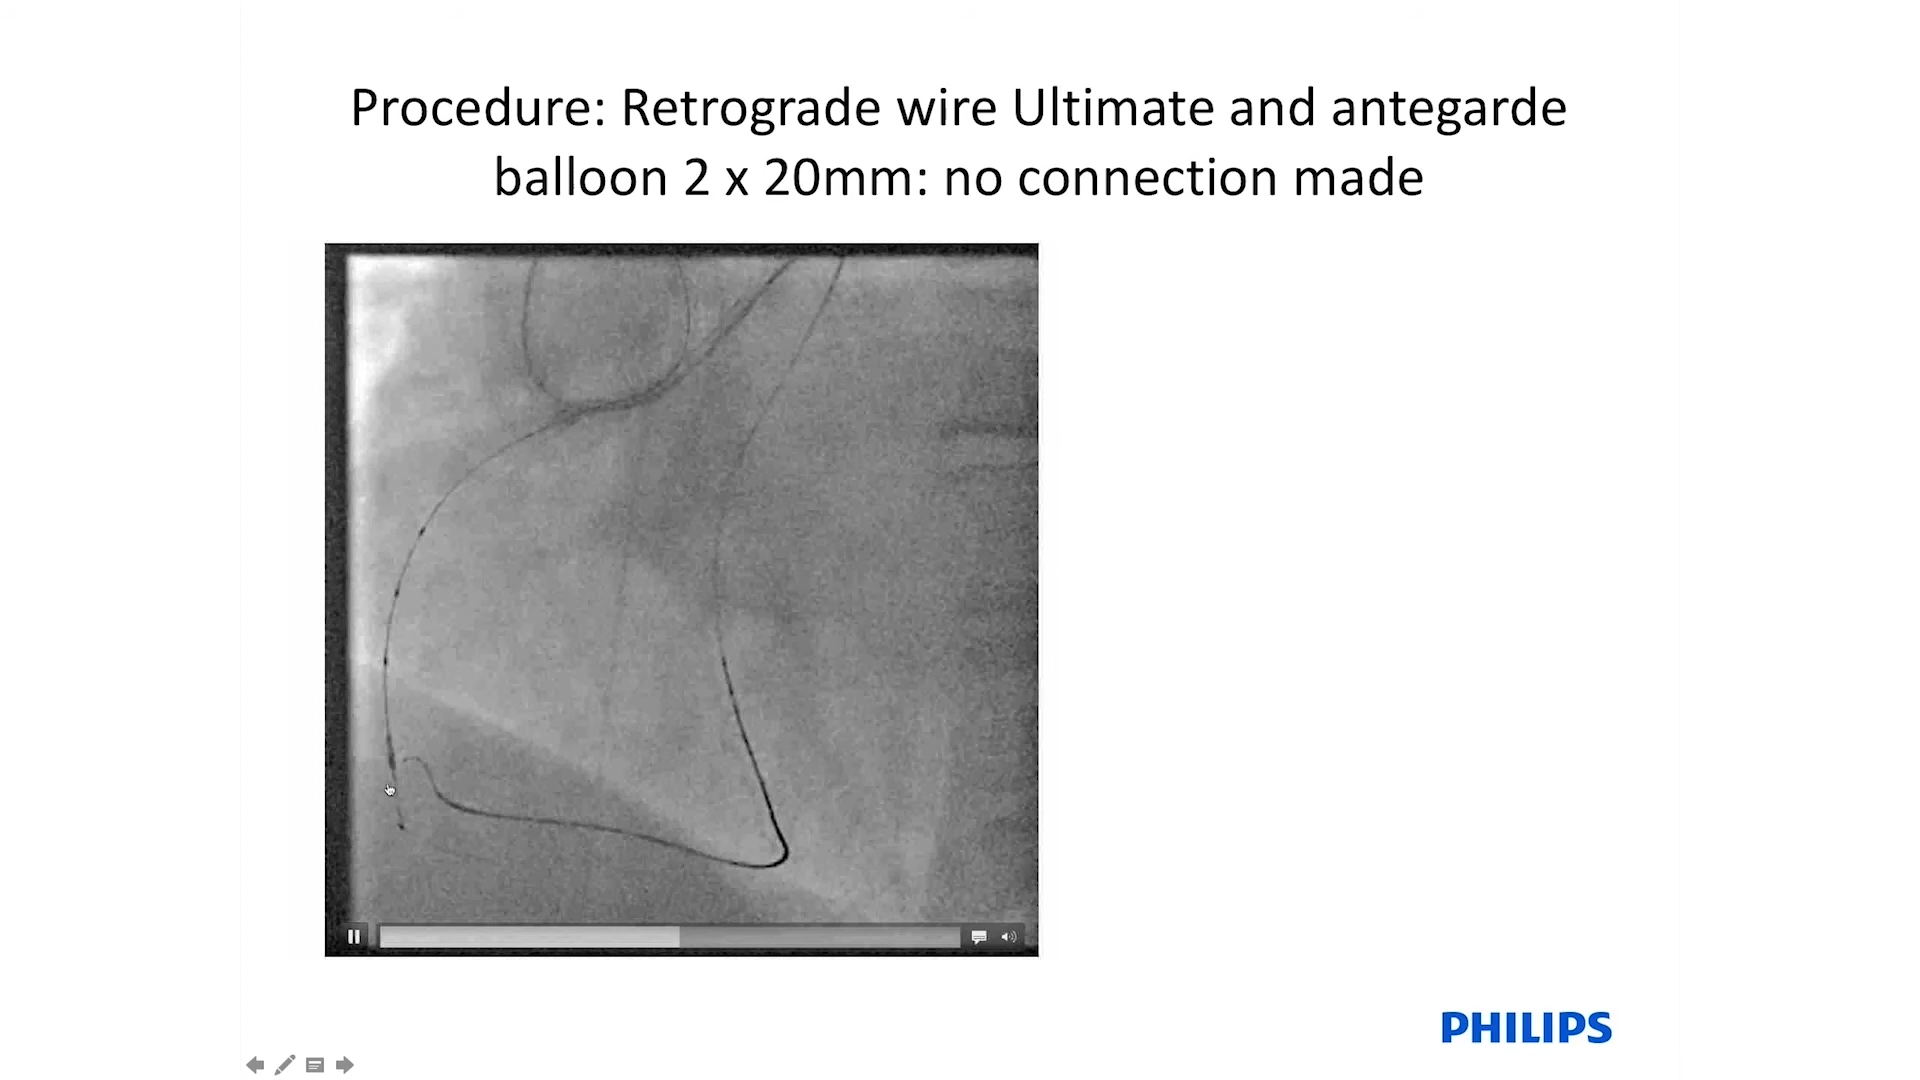 Procedure: Retrograde wire Ultimate and antegarde
balloon 2 x 20mm: no connection made
PHILIPS